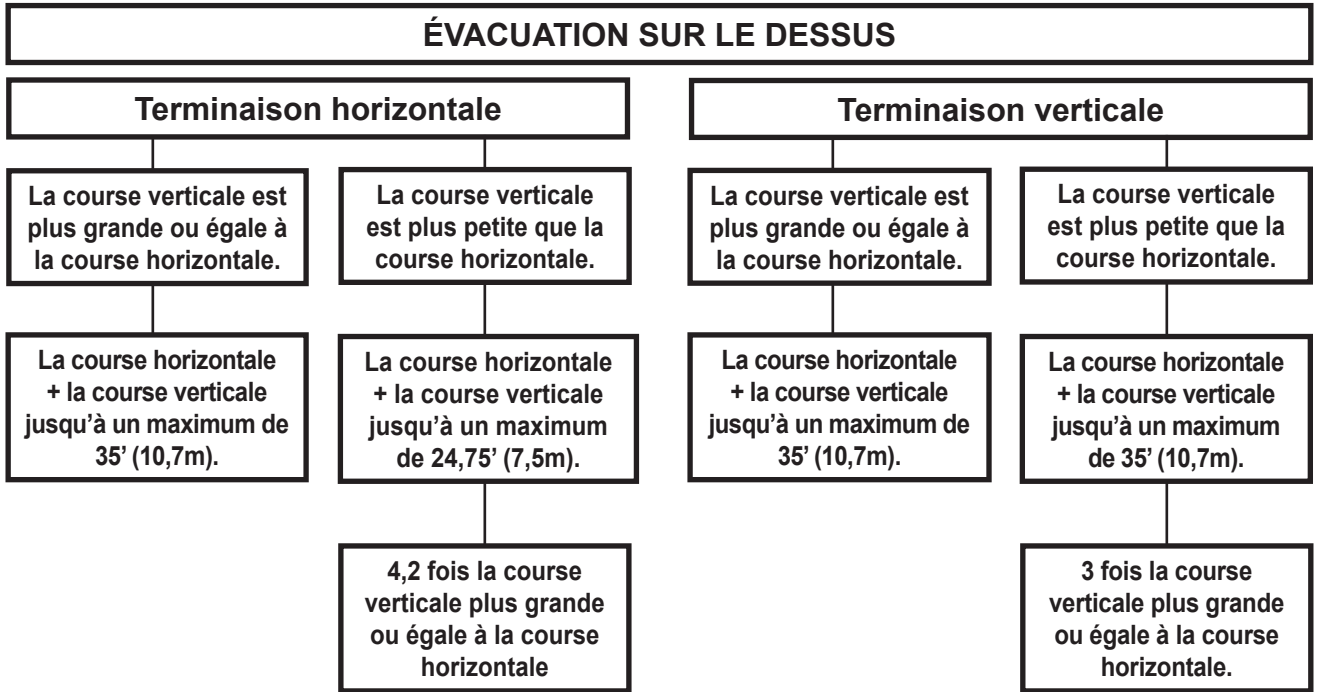 ÉVACUATION SUR LE DESSUS
Terminaison horizontale
La course verticale est
plus grande ou égale à
la course horizontale.
La course horizontale
+ la course verticale
jusqu’à un maximum de
35’ (10,7m).
La course verticale
est plus petite que la
course horizontale.
La course horizontale
+ la course verticale
jusqu’à un maximum
de 24,75’ (7,5m).
4,2 fois la course
verticale plus grande
ou égale à la course
horizontale
Terminaison verticale
La course verticale est
plus grande ou égale à
la course horizontale.
La course horizontale
+ la course verticale
jusqu’à un maximum de
35’ (10,7m).
La course verticale
est plus petite que la
course horizontale.
La course horizontale
+ la course verticale
jusqu’à un maximum
de 35’ (10,7m).
3 fois la course
verticale plus grande
ou égale à la course
horizontale.